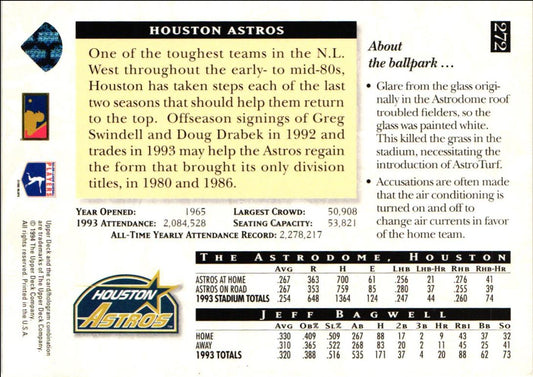 HOUSTON ASTROS
One of the toughest teams in the N.L.
West throughout the early- to mid-80s,
Houston has taken steps each of the last
two seasons that should help them return
to the top. Offseason signings of Greg
Swindell and Doug Drabek in 1992 and
trades in 1993 may help the Astros regain
the form that brought its only division
titles, in 1980 and 1986.
272
About
the ballpark ...
• Glare from the glass origi-
nally in the Astrodome roof
troubled fielders, so the
glass was painted white.
This killed the grass in the
stadium, necessitating the
introduction of AstroTurf.
• Accusations are often made
that the air conditioning is
turned on and off to
change air currents in favor
of the home team.
YEAR OPENED: 1965 LARGEST CROWD: 50,908
1993 ATTENDANCE: 2,084,528 SEATING CAPACITY: 53,821
ALL-TIME YEARLY ATTENDANCE RECORD: 2,278,217
PLAYERS
Upper Deck and the card/hologram combination
are trademarks of The Upper Deck Company.
© 1994 The Upper Deck Company.
All rights reserved. Printed in the U.S.A.
HOUSTON
ASTROS
THE ASTRODOME, HOUSTON
AVG R H E LHB LHB-HR RHB RHB-HR
ASTROS AT HOME .267 343 711 61 .256 21 .276 41
ASTROS ON ROAD .267 353 759 85 .280 37 .255 39
1993 STADIUM TOTALS .254 648 1364 124 .247 44 .260 74
JEFF BAGWELL
AVG OB% SL% AB H 2B 3B HR RBI BB SO
HOME .330 .409 .509 267 88 17 2 9 43 37 32
AWAY .310 .365 .522 268 83 20 2 11 45 25 41
1993 TOTALS .320 .388 .516 535 171 37 4 20 88 62 73